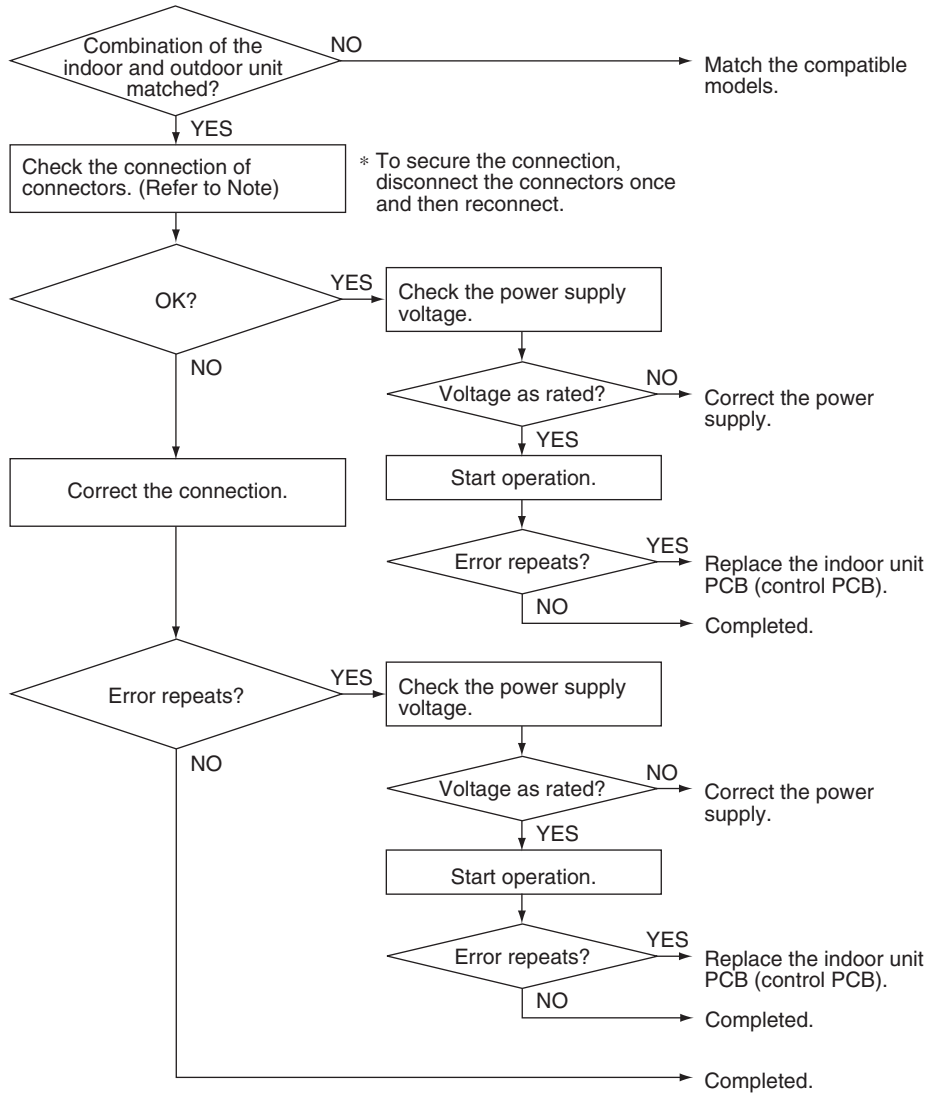 Combination of the
indoor and outdoor unit
matched?
NO
Match the compatible
models.
YES
Check the connection of
connectors. (Refer to Note)
* To secure the connection,
disconnect the connectors once
and then reconnect.
OK?
YES
Check the power supply
voltage.
NO
Voltage as rated?
NO
Correct the power
supply.
YES
Correct the connection.
Start operation.
Error repeats?
YES
Replace the indoor unit
PCB (control PCB).
NO
Completed.
Error repeats?
YES
Check the power supply
voltage.
NO
Voltage as rated?
NO
Correct the power
supply.
YES
Start operation.
Error repeats?
YES
Replace the indoor unit
PCB (control PCB).
NO
Completed.
Completed.